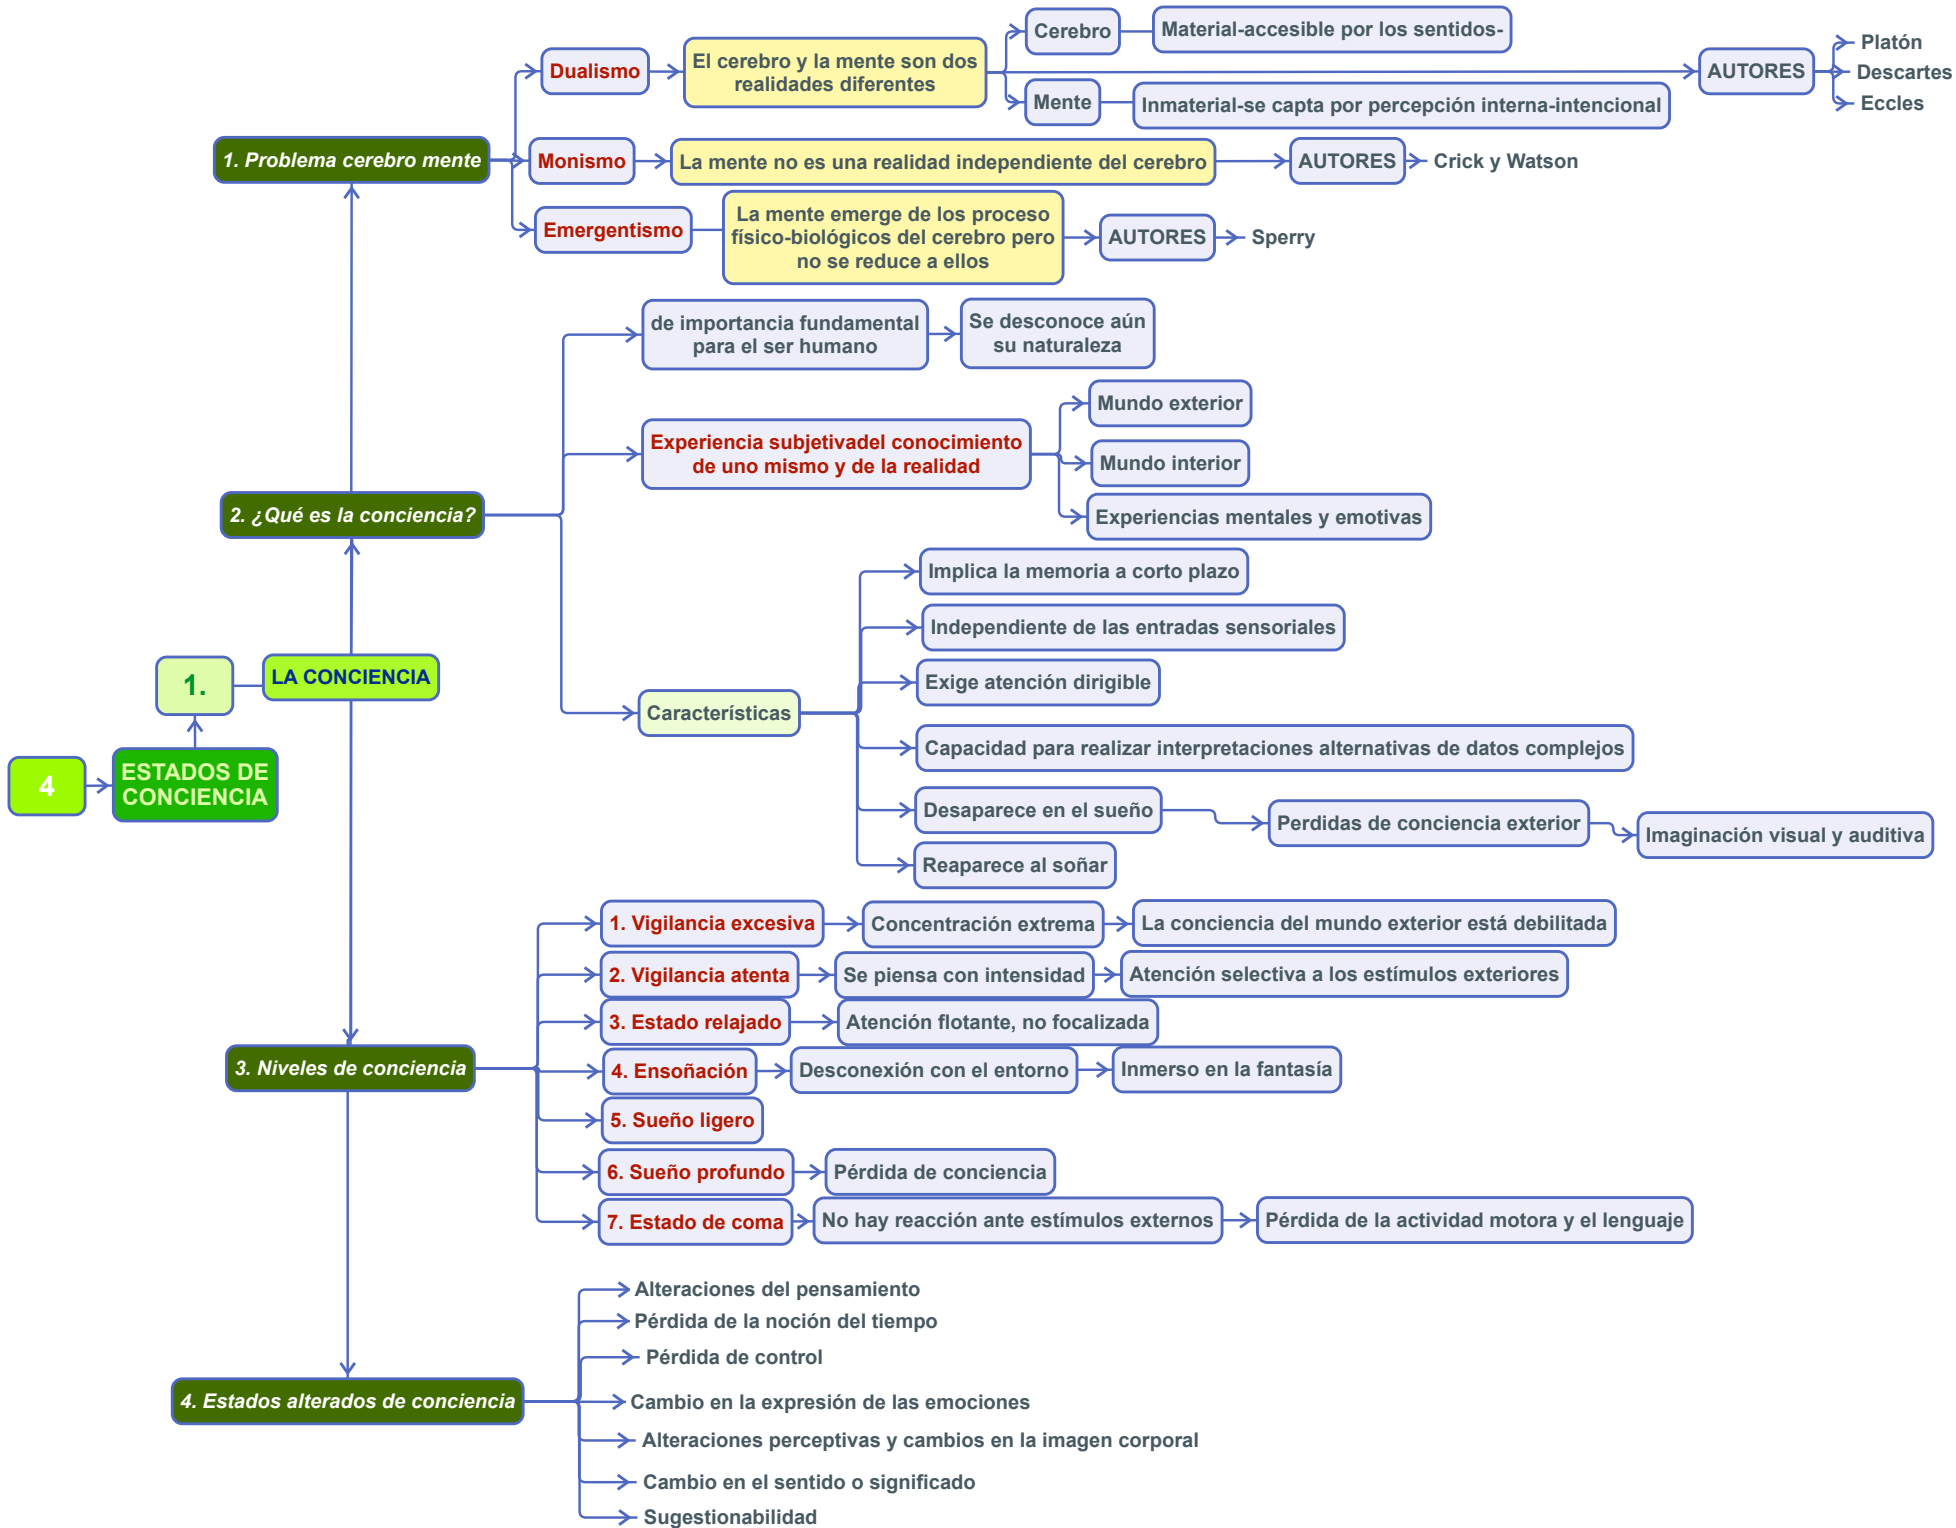 Cerebro
Material-accesible por los sentidos-
Platón
Dualismo
El cerebro y la mente son dos
realidades diferentes
AUTORES
Descartes
Mente
Inmaterial-se capta por percepción interna-intencional
Eccles
1. Problema cerebro mente
Monismo
La mente no es una realidad independiente del cerebro
AUTORES
Crick y Watson
Emergentismo
La mente emerge de los proceso
físico-biológicos del cerebro pero
no se reduce a ellos
AUTORES
Sperry
de importancia fundamental
para el ser humano
Se desconoce aún
su naturaleza
Mundo exterior
Experiencia subjetivadel conocimiento
de uno mismo y de la realidad
Mundo interior
2. ¿Qué es la conciencia?
Experiencias mentales y emotivas
Implica la memoria a corto plazo
Independiente de las entradas sensoriales
1.
LA CONCIENCIA
Exige atención dirigible
Características
Capacidad para realizar interpretaciones alternativas de datos complejos
4
ESTADOS DE
CONCIENCIA
Desaparece en el sueño
Perdidas de conciencia exterior
Imaginación visual y auditiva
Reaparece al soñar
1. Vigilancia excesiva
Concentración extrema
La conciencia del mundo exterior está debilitada
2. Vigilancia atenta
Se piensa con intensidad
Atención selectiva a los estímulos exteriores
3. Estado relajado
Atención flotante, no focalizada
3. Niveles de conciencia
4. Ensoñación
Desconexión con el entorno
Inmerso en la fantasía
5. Sueño ligero
6. Sueño profundo
Pérdida de conciencia
7. Estado de coma
No hay reacción ante estímulos externos
Pérdida de la actividad motora y el lenguaje
Alteraciones del pensamiento
Pérdida de la noción del tiempo
Pérdida de control
4. Estados alterados de conciencia
Cambio en la expresión de las emociones
Alteraciones perceptivas y cambios en la imagen corporal
Cambio en el sentido o significado
Sugestionabilidad